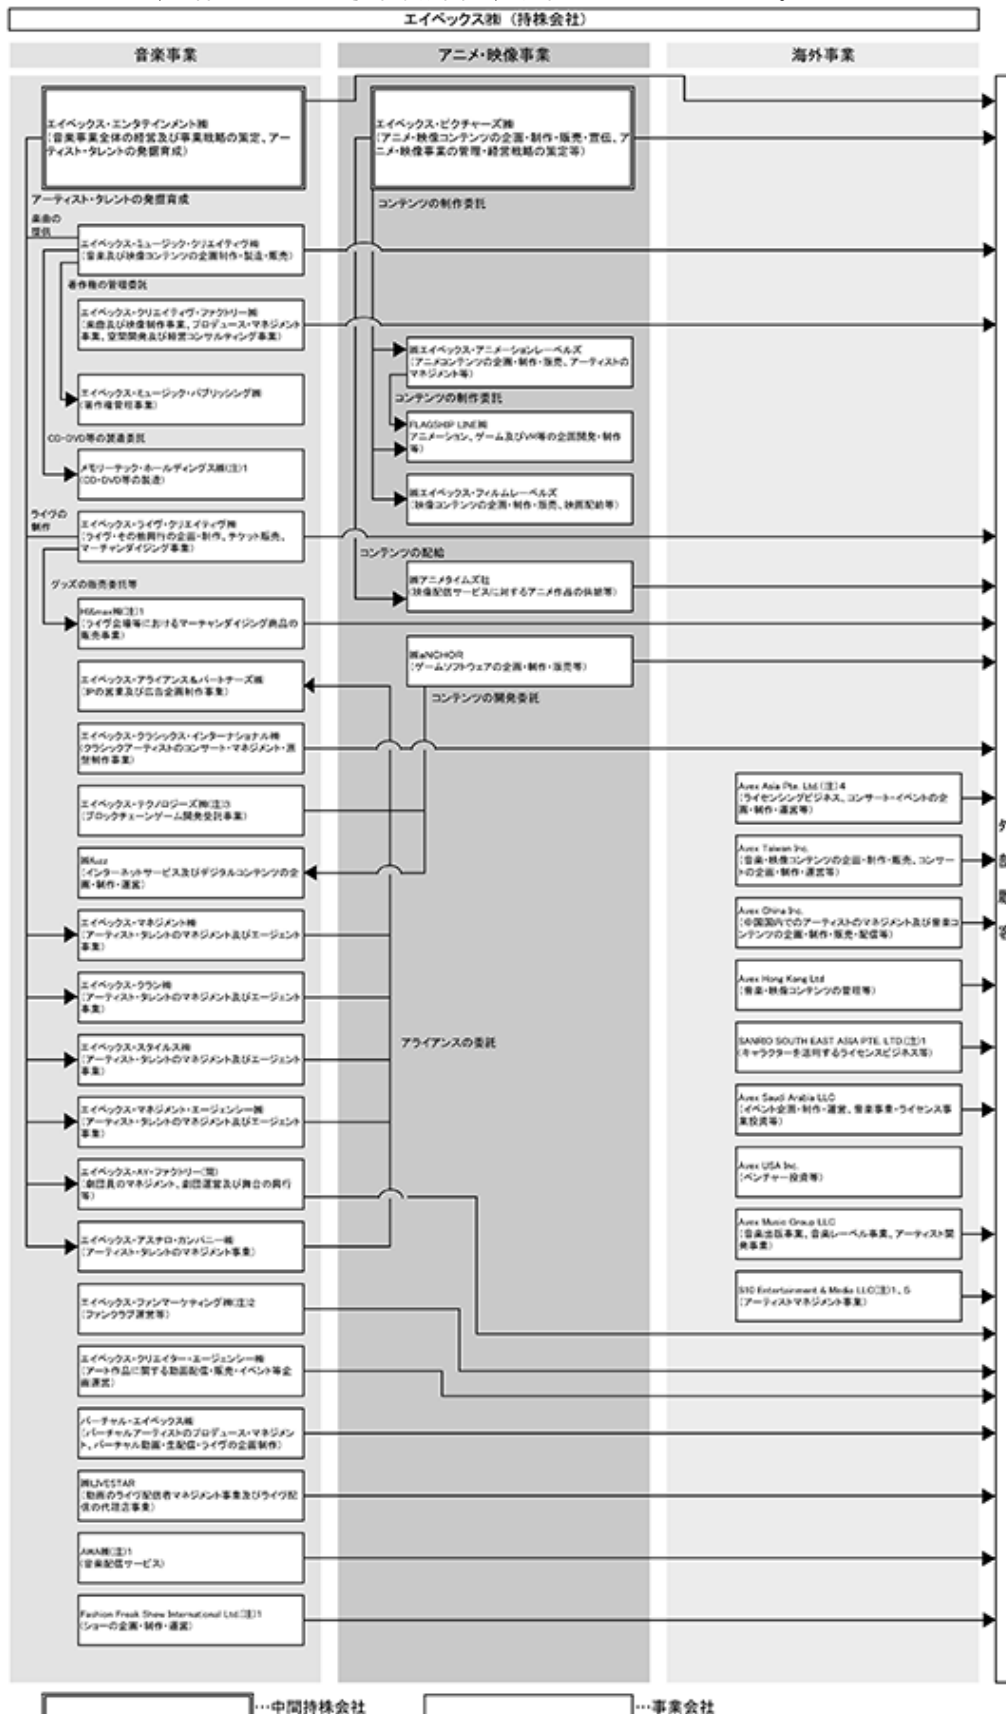 エイベックス㈱（持株会社）
音楽事業
アニメ・映像事業
海外事業
エイベックス・エンタテインメント㈱
（音楽事業全体の経営及び事業戦略の策定、アー
ティスト・タレントの発掘育成）
アーティスト・タレントの発掘育成
楽曲の
提供
エイベックス・ミュージック・クリエイティヴ㈱
（音楽及び映像コンテンツの企画制作・製造・販売）
著作権の管理委託
エイベックス・クリエイティヴ・ファクトリー㈱
（楽曲及び映像制作事業、プロデュース・マネジメント
事業、空間開発及び経営コンサルティング事業）
エイベックス・ミュージック・パブリッシング㈱
（著作権管理事業）
CD・DVD等の製造委託
メモリーテック・ホールディングス㈱（注）1
（CD・DVD等の製造）
ライヴの
制作
エイベックス・ライヴ・クリエイティヴ㈱
（ライヴ・その他興行の企画・制作、チケット販売、
マーチャンダイジング事業）
グッズの販売委託等
㈱（注）1
（ライヴ会場等におけるマーチャンダイジング商品の
販売事業）
エイベックス・アライアンス&パートナーズ㈱
（IPの営業及び広告企画制作事業）
エイベックス・クラシックス・インターナショナル㈱
（クラシックアーティストのコンサート・マネジメント・原
盤制作事業）
エイベックス・テクノロジーズ㈱（注）3
（ブロックチェーンゲーム開発受託事業）
㈱fuzz
（インターネットサービス及びデジタルコンテンツの企
画・制作・運営）
エイベックス・マネジメント㈱
（アーティスト・タレントのマネジメント及びエージェント
事業）
エイベックス・クラン㈱
（アーティスト・タレントのマネジメント及びエージェント
事業）
エイベックス・スタイルス㈱
（アーティスト・タレントのマネジメント及びエージェント
事業）
エイベックス・マネジメント・エージェンシー㈱
（アーティスト・タレントのマネジメント及びエージェント
事業）
エイベックス・AY・ファクトリー（同）
（劇団員のマネジメント、劇団運営及び舞台の興行
等）
エイベックス・アスナロ・カンパニー㈱
（アーティスト・タレントのマネジメント事業）
エイベックス・ファンマーケティング㈱（注）2
（ファンクラブ運営等）
エイベックス・クリエイター・エージェンシー㈱
（アート作品に関する動画配信・販売・イベント等企
画運営）
バーチャル・エイベックス㈱
（バーチャルアーティストのプロデュース・マネジメン
ト、バーチャル動画・生配信・ライヴの企画制作）
㈱LIVESTAR
（動画のライヴ配信者マネジメント事業及びライヴ配
信の代理店事業）
AWA㈱（注）1
（音楽配信サービス）
Fashion Freak Show International Ltd.（注）1
（ショーの企画・制作・運営）
エイベックス・ピクチャーズ㈱
（アニメ・映像コンテンツの企画・制作・販売・宣伝、ア
ニメ・映像事業の管理・経営戦略の策定等）
コンテンツの制作委託
㈱エイベックス・アニメーションレーベルズ
（アニメコンテンツの企画・制作・販売、アーティストの
マネジメント等）
コンテンツの制作委託
FLAGSHIP LINE㈱
アニメーション、ゲーム及びVR等の企画開発・制作
等）
㈱エイベックス・フィルムレーベルズ
（映像コンテンツの企画・制作・販売、映画配給等）
コンテンツの配給
㈱アニメタイムズ社
（映像配信サービスに対するアニメ作品の供給等）
㈱aNCHOR
（ゲームソフトウェアの企画・制作・販売等）
コンテンツの開発委託
アライアンスの委託
Avex Asia Pte. Ltd.（注）4
（ライセンシングビジネス、コンサート・イベントの企
画・制作・運営等）
Avex Taiwan Inc.
（音楽・映像コンテンツの企画・制作・販売、コンサー
トの企画・制作・運営等）
Avex China Inc.
（中国国内でのアーティストのマネジメント及び音楽コ
ンテンツの企画・制作・販売・配信等）
Avex Hong Kong Ltd
（音楽・映像コンテンツの管理等）
SANRIO SOUTH EAST ASIA PTE. LTD.（注）1
（キャラクターを活用するライセンスビジネス等）
Avex Saudi Arabia LLC
（イベント企画・制作・運営、音楽事業・ライセンス事
業投資等）
Avex USA Inc.
（ベンチャー投資等）
Avex Music Group LLC
（音楽出版事業、音楽レーベル事業、アーティスト開
発事業）
S10 Entertainment & Media LLC（注）1、5
（アーティストマネジメント事業）
…中間持株会社
…事業会社